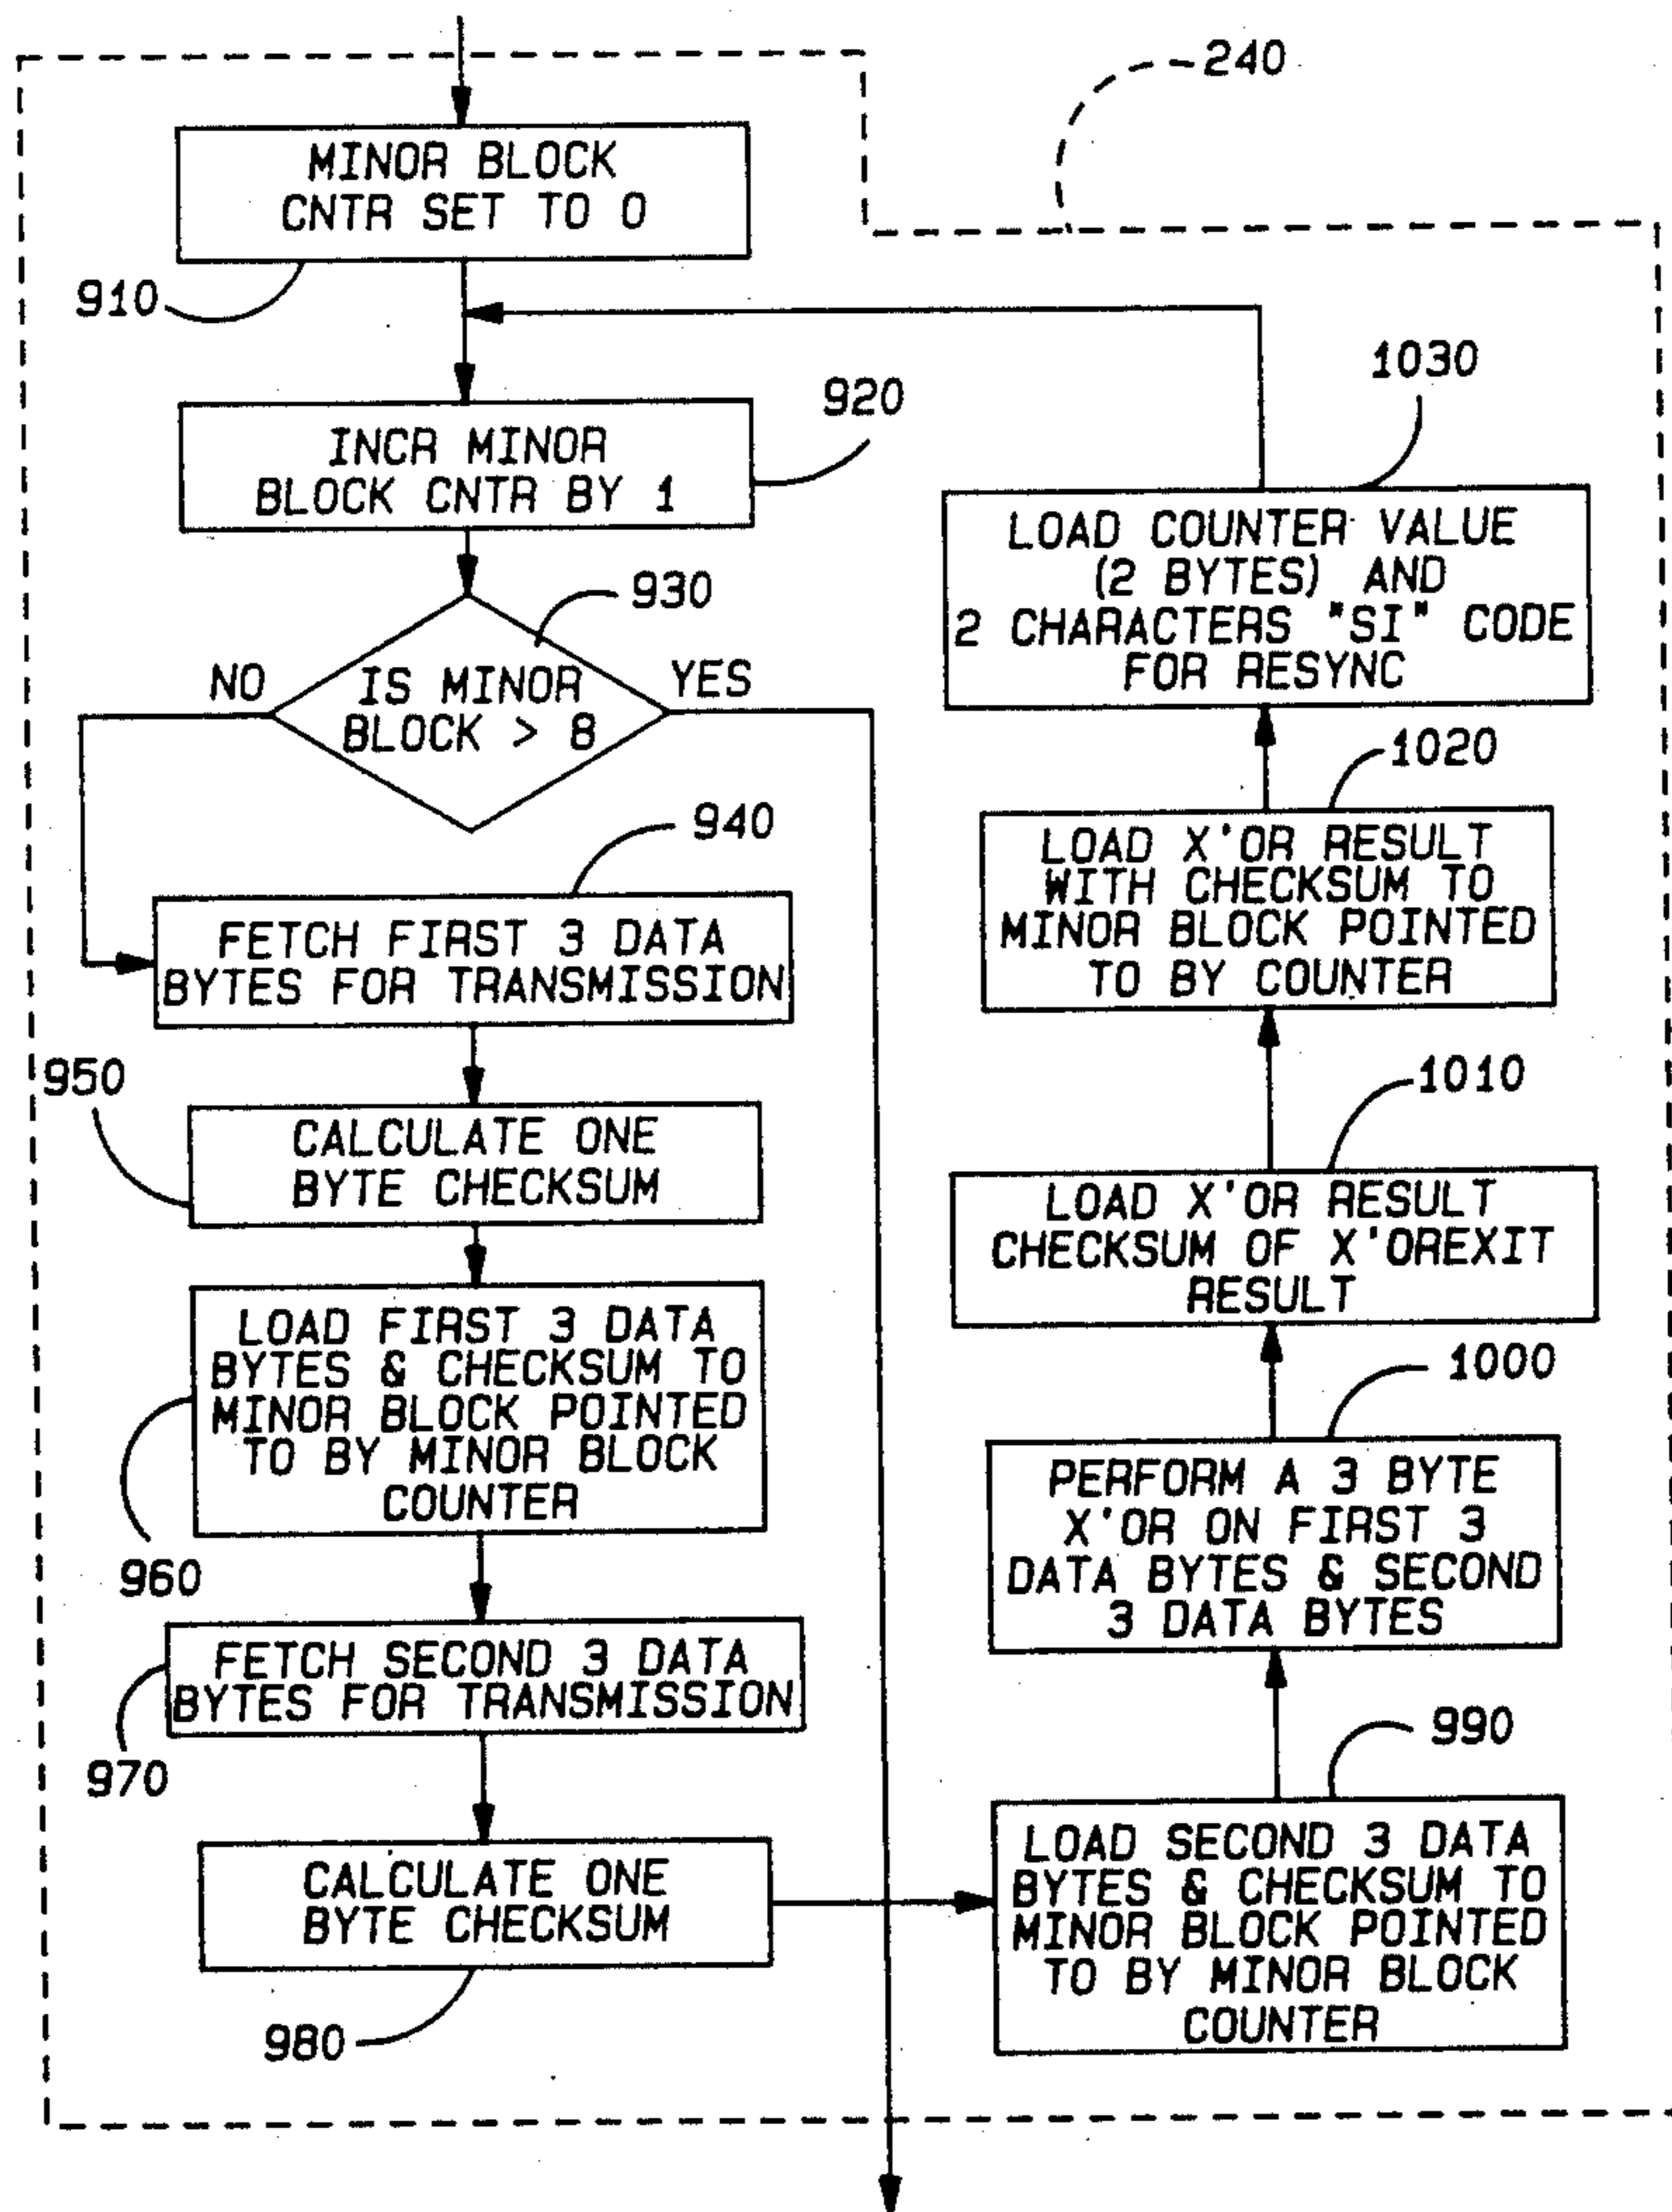 240
MINOR BLOCK
CNTR SET TO 0
910
INCR MINOR
BLOCK CNTR BY 1
920
930
NO
IS MINOR
BLOCK > 8
YES
940
FETCH FIRST 3 DATA
BYTES FOR TRANSMISSION
950
CALCULATE ONE
BYTE CHECKSUM
LOAD FIRST 3 DATA
BYTES & CHECKSUM TO
MINOR BLOCK POINTED
TO BY MINOR BLOCK
COUNTER
960
FETCH SECOND 3 DATA
BYTES FOR TRANSMISSION
970
CALCULATE ONE
BYTE CHECKSUM
980
1030
LOAD COUNTER VALUE
(2 BYTES) AND
2 CHARACTERS "SI" CODE
FOR RESYNC
1020
LOAD X'OR RESULT
WITH CHECKSUM TO
MINOR BLOCK POINTED
TO BY COUNTER
1010
LOAD X'OR RESULT
CHECKSUM OF X'OREXIT
RESULT
1000
PERFORM A 3 BYTE
X'OR ON FIRST 3
DATA BYTES & SECOND
3 DATA BYTES
990
LOAD SECOND 3 DATA
BYTES & CHECKSUM TO
MINOR BLOCK POINTED
TO BY MINOR BLOCK
COUNTER